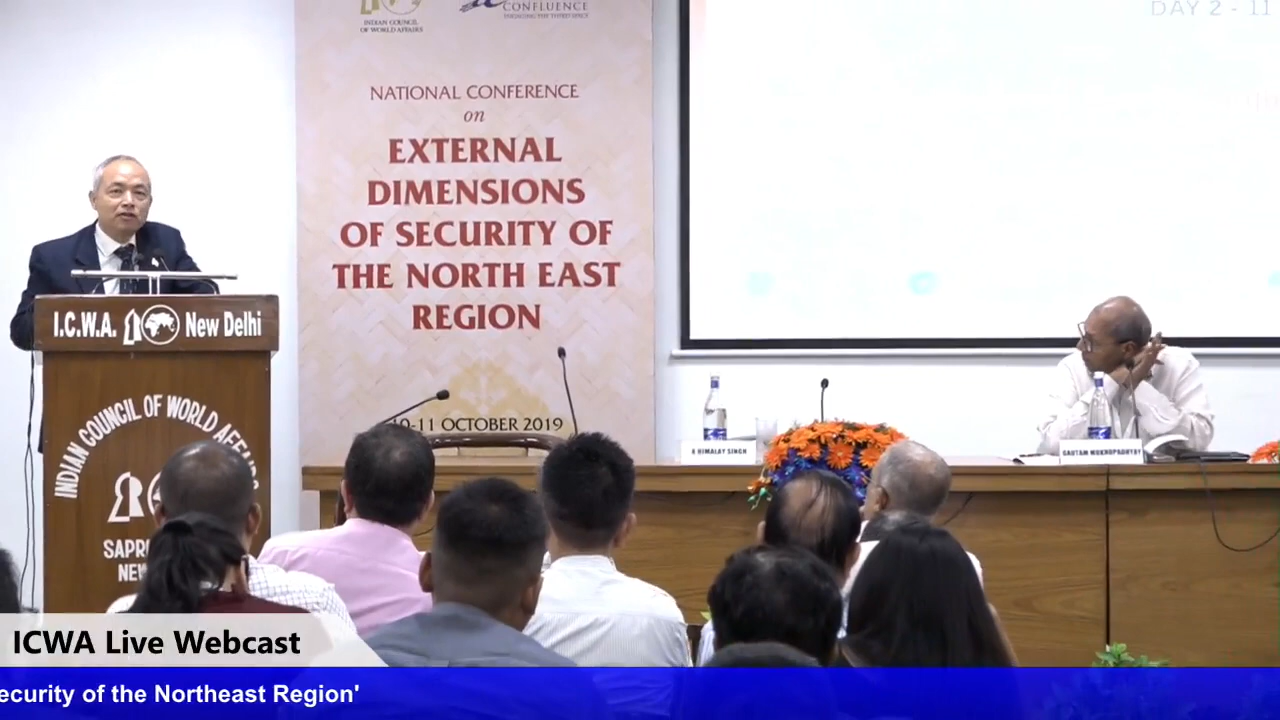 INDIAN COUNCIL
OF WORLD AFFAIRS
CONFLUENCE
NATIONAL CONFERENCE
on
EXTERNAL
DIMENSIONS
OF SECURITY OF
THE NORTH EAST
REGION
10-11 OCTOBER 2019
DAY 2 - 11
I.C.W.A. New Delhi
INDIAN COUNCIL OF WORLD AFFAIRS
SAPRU
NEW
R HIMALAY SINGH
GAUTAM MUKHOPADHYAY
ICWA Live Webcast
ecurity of the Northeast Region'